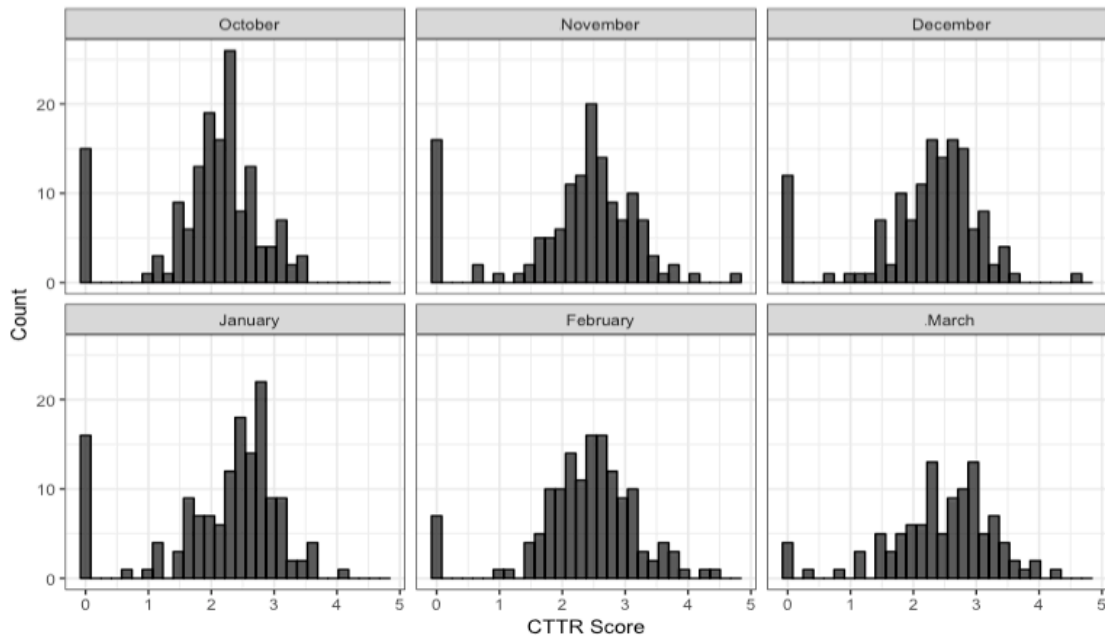 October
November
December
20
10
0
January
February
.March
20
10
0
0 1 2 3 4 5
0 1 2 3 4 5
0 1 2 3 4 5
Count
CTTR Score